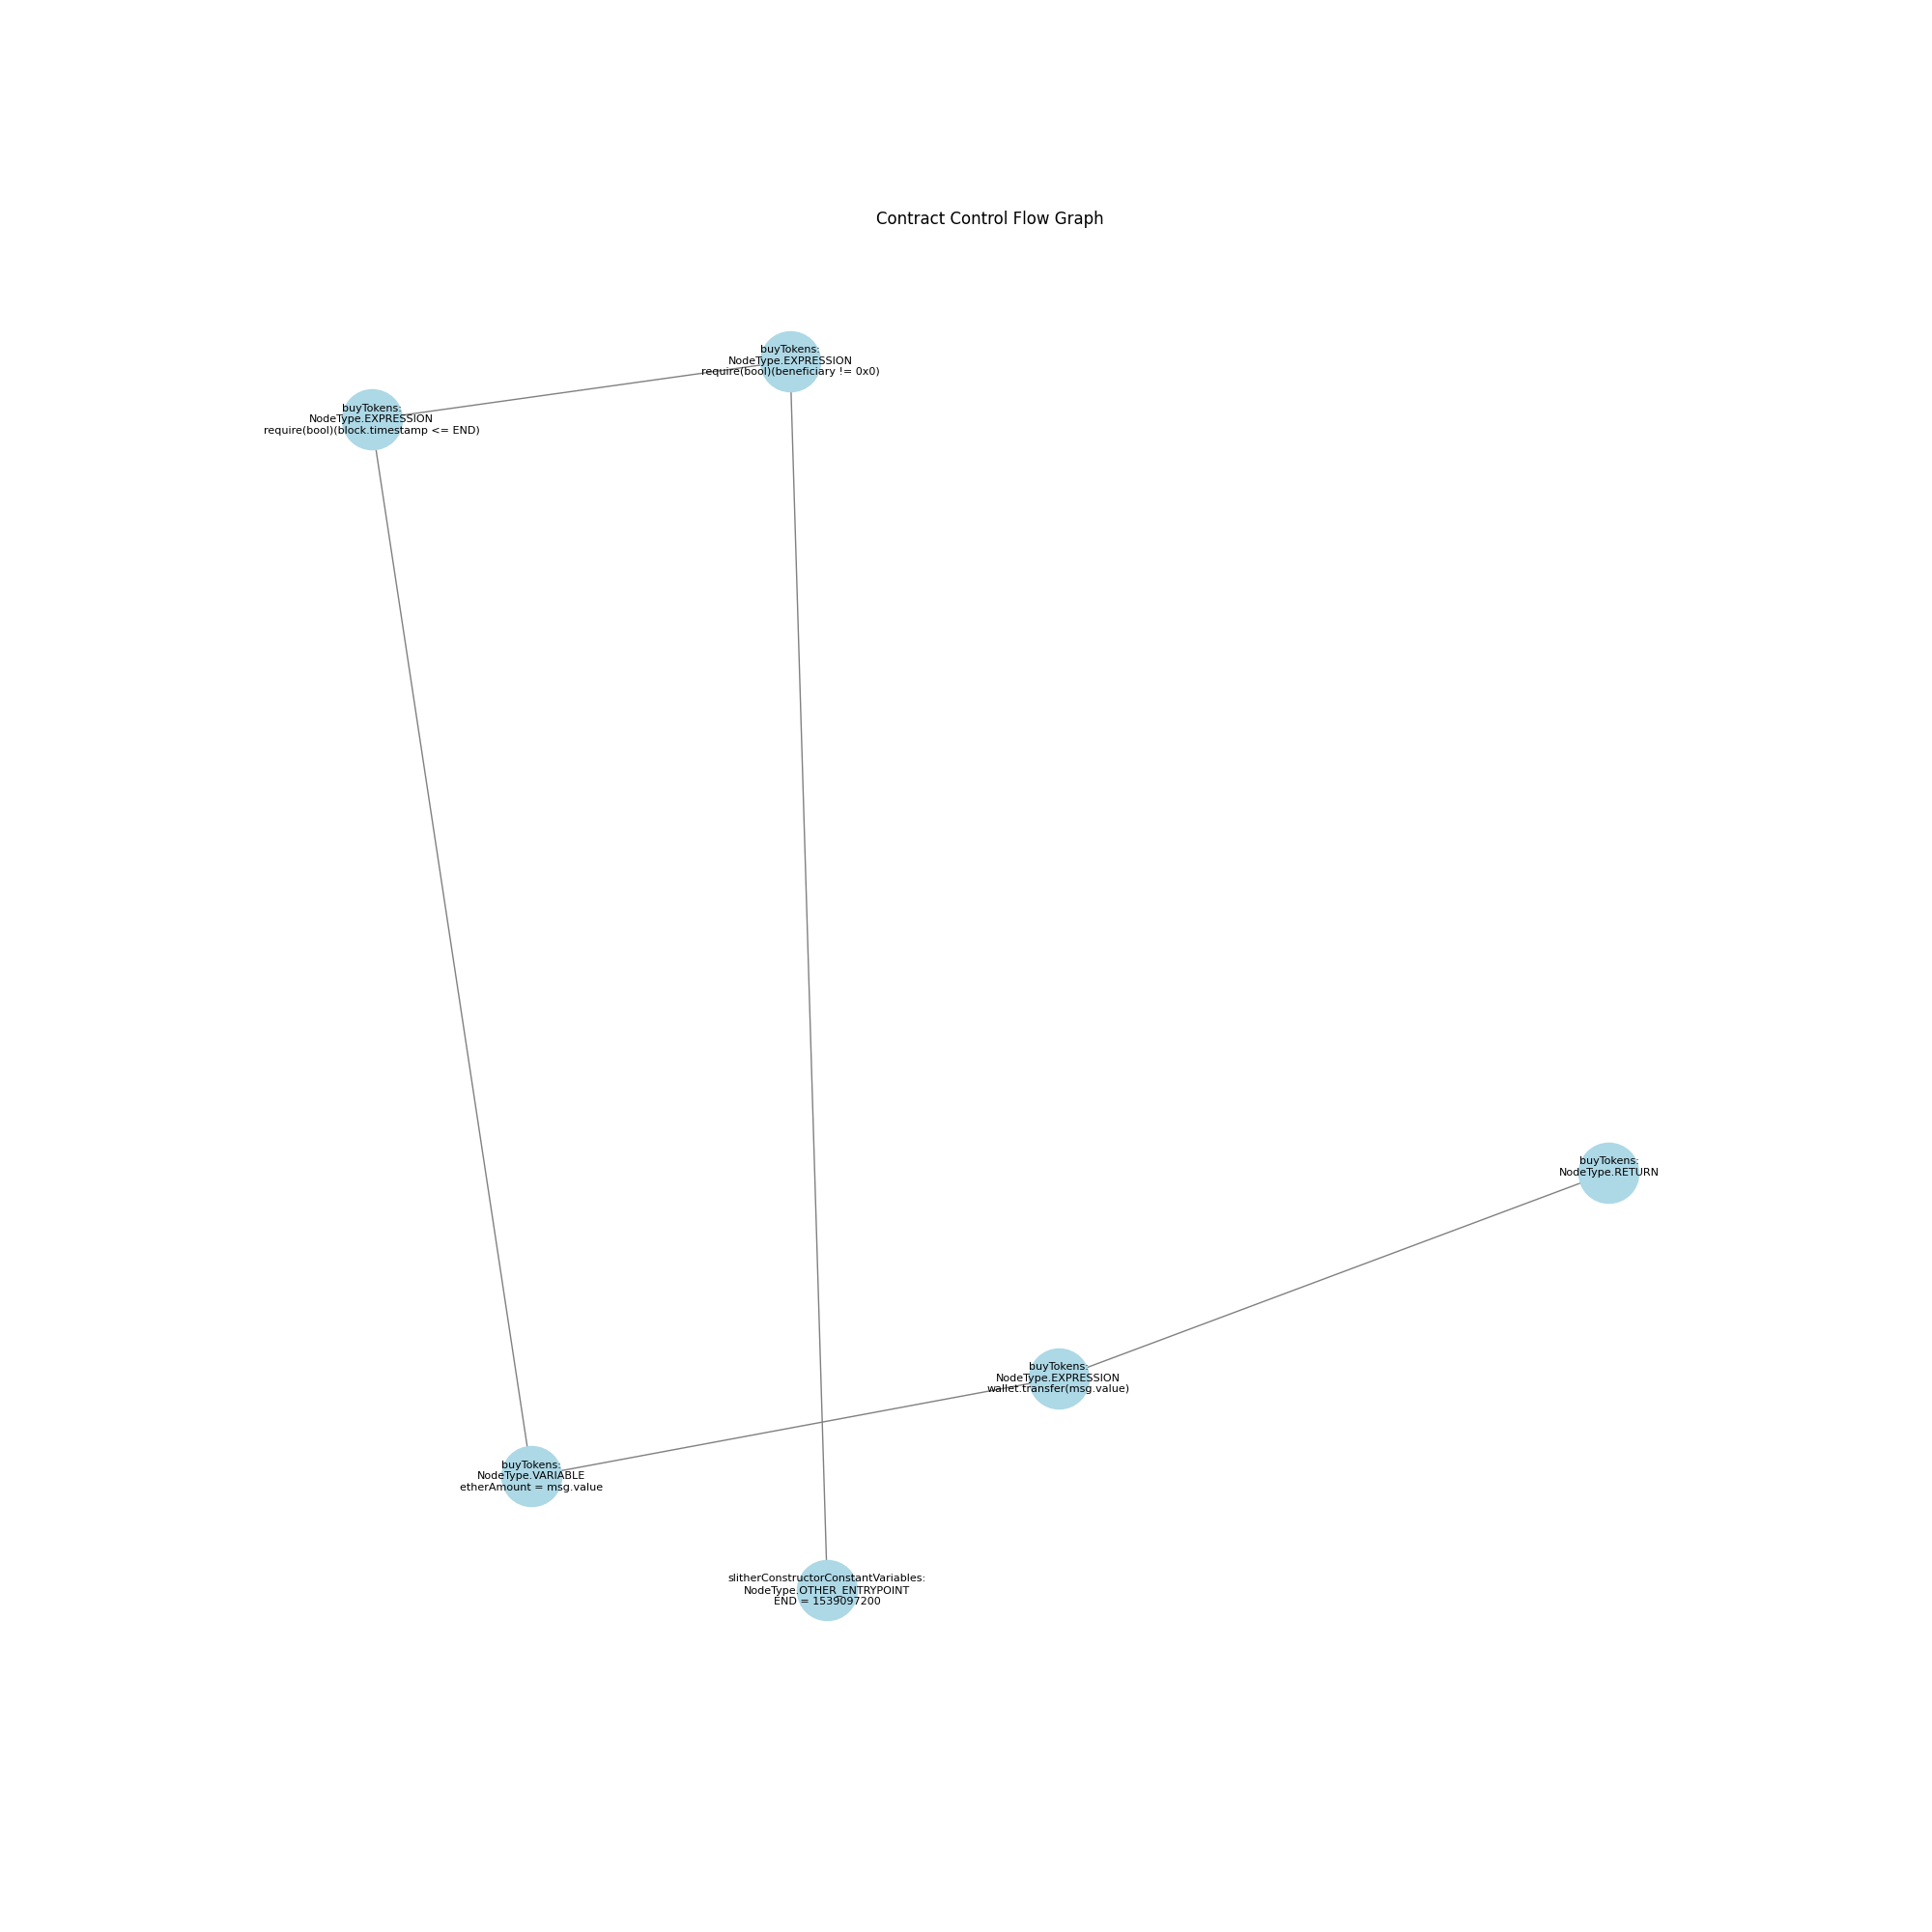 Contract Control Flow Graph
buyTokens:
NodeType.EXPRESSION
require(bool)(beneficiary != 0x0)
buyTokens:
NodeType.EXPRESSION
require(bool)(block.timestamp <= END)
buyTokens:
NodeType.RETURN
buyTokens:
NodeType.EXPRESSION
wallet.transfer(msg.value)
buyTokens:
NodeType.VARIABLE
etherAmount = msg.value
slitherConstructorConstantVariables:
NodeType.OTHER_ENTRYPOINT
END = 1539097200